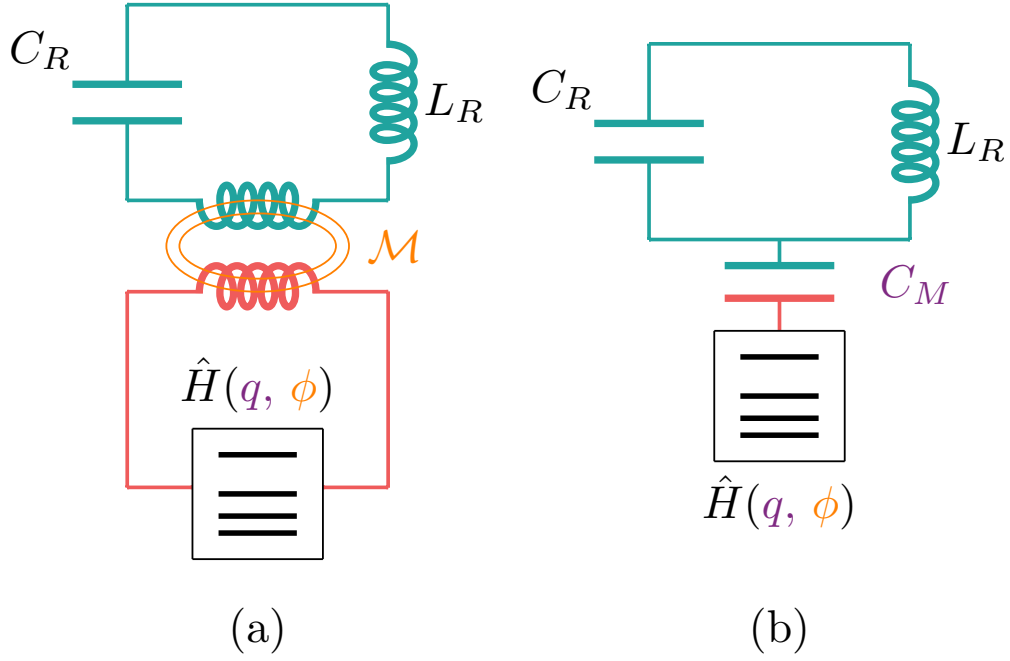 C_R
L_R
ℳ
Ĥ(q, ϕ)
(a)
C_R
L_R
C_M
Ĥ(q, ϕ)
(b)